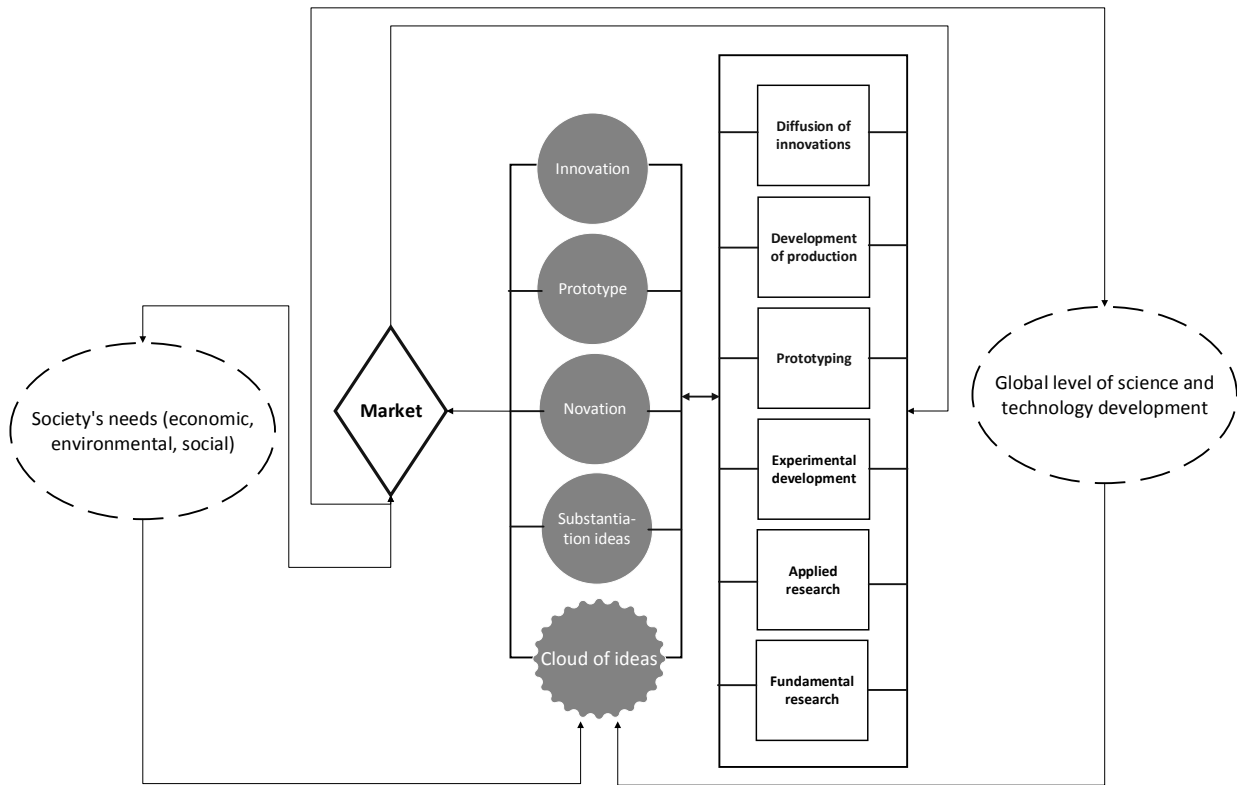 Society's needs (economic,
environmental, social)
Market
Innovation
Prototype
Novation
Substantia-
tion ideas
Cloud of ideas
Diffusion of
innovations
Development
of production
Prototyping
Experimental
development
Applied
research
Fundamental
research
Global level of science and
technology development